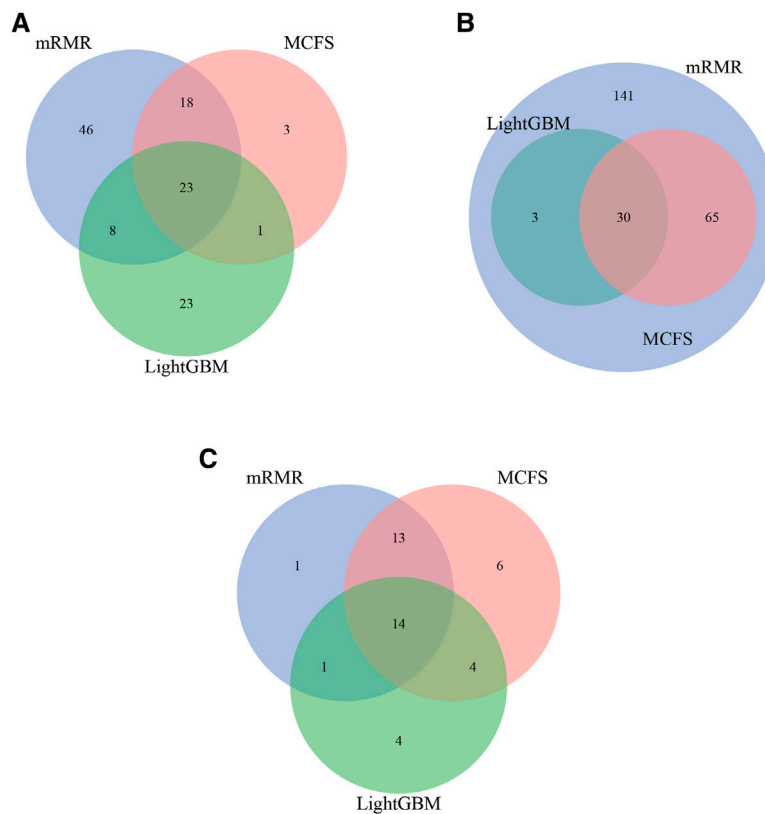 A
mRMR
MCFS
18
46
3
23
8
1
23
LightGBM
B
mRMR
141
LightGBM
3
30
65
MCFS
C
mRMR
MCFS
13
1
6
14
1
4
4
LightGBM